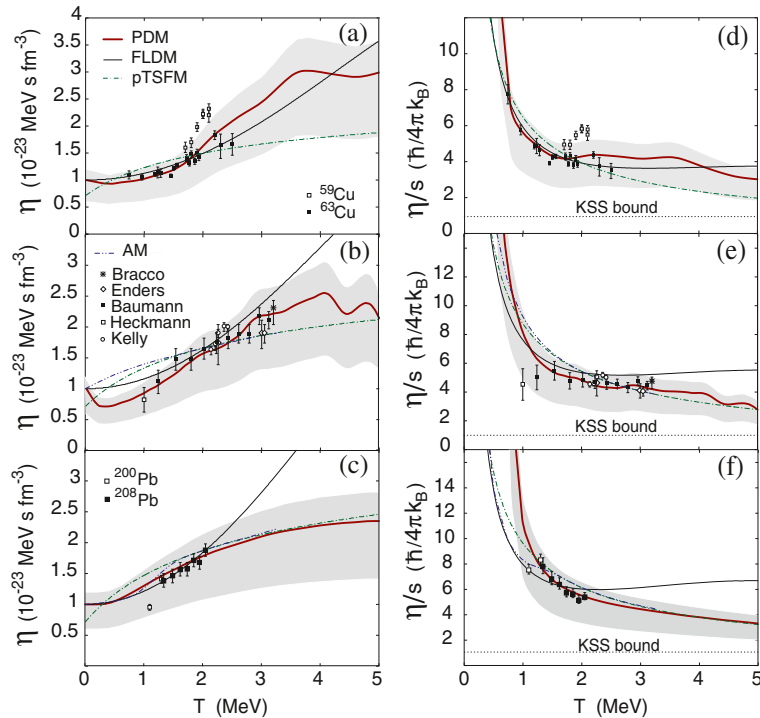 (a)
PDM
FLDM
pTSFM
η (10⁻²³ MeV s fm⁻³)
4
3.5
3
2.5
2
1.5
1
0.5
⁵⁹Cu
⁶³Cu
(d)
η/s (ħ/4πk_B)
12
10
8
6
4
2
0
KSS bound
(b)
AM
Bracco
Enders
Baumann
Heckmann
Kelly
η (10⁻²³ MeV s fm⁻³)
3
2.5
2
1.5
1
0.5
0
(e)
η/s (ħ/4πk_B)
14
12
10
8
6
4
2
0
KSS bound
(c)
²⁰⁰Pb
²⁰⁸Pb
η (10⁻²³ MeV s fm⁻³)
3
2.5
2
1.5
1
0.5
0 1 2 3 4 5
T (MeV)
(f)
η/s (ħ/4πk_B)
16
14
12
10
8
6
4
2
KSS bound
0 1 2 3 4 5
T (MeV)